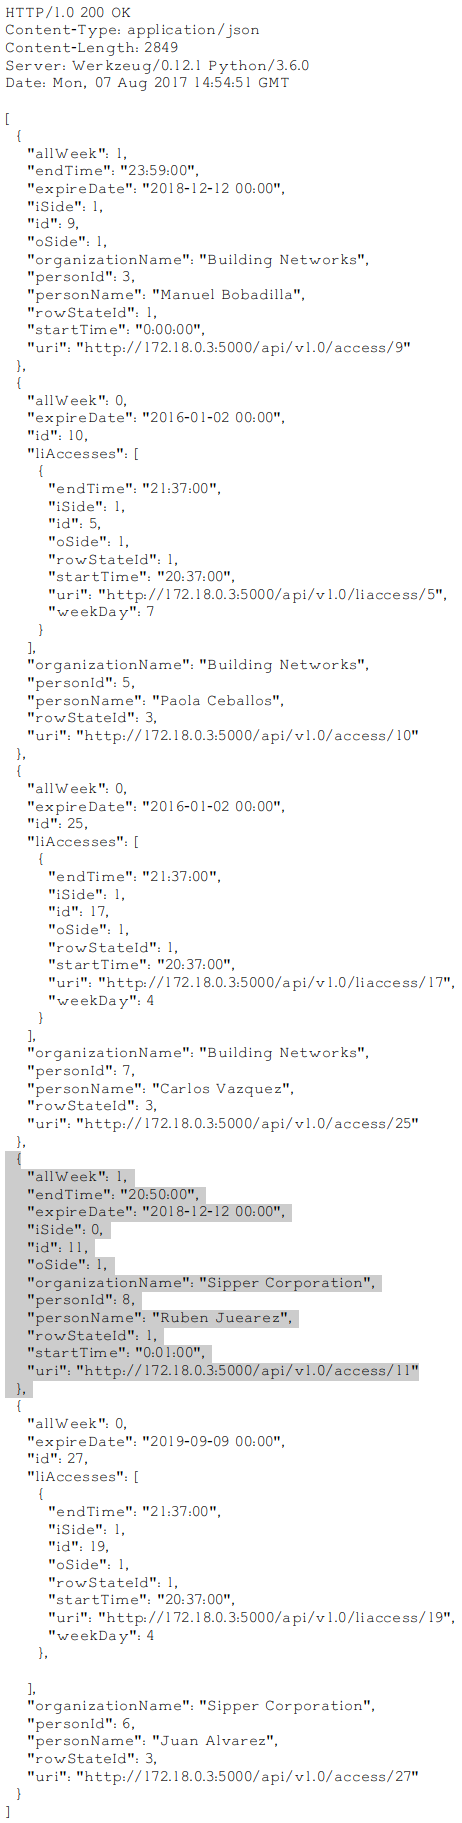 HTTP/1.0 200 OK
Content-Type: application/json
Content-Length: 2849
Server: Werkzeug/0.12.1 Python/3.6.0
Date: Mon, 07 Aug 2017 14:54:51 GMT

[
  {
    "allWeek": 1,
    "endTime": "23:59:00",
    "expireDate": "2018-12-12 00:00",
    "iSide": 1,
    "id": 9,
    "oSide": 1,
    "organizationName": "Building Networks",
    "personId": 3,
    "personName": "Manuel Bobadilla",
    "rowStateId": 1,
    "startTime": "0:00:00",
    "uri": "http://172.18.0.3:5000/api/v1.0/access/9"
  },
  {
    "allWeek": 0,
    "expireDate": "2016-01-02 00:00",
    "id": 10,
    "liAccesses": [
      {
        "endTime": "21:37:00",
        "iSide": 1,
        "id": 5,
        "oSide": 1,
        "rowStateId": 1,
        "startTime": "20:37:00",
        "uri": "http://172.18.0.3:5000/api/v1.0/liaccess/5",
        "weekDay": 7
      }
    ],
    "organizationName": "Building Networks",
    "personId": 5,
    "personName": "Paola Ceballos",
    "rowStateId": 3,
    "uri": "http://172.18.0.3:5000/api/v1.0/access/10"
  },
  {
    "allWeek": 0,
    "expireDate": "2016-01-02 00:00",
    "id": 25,
    "liAccesses": [
      {
        "endTime": "21:37:00",
        "iSide": 1,
        "id": 17,
        "oSide": 1,
        "rowStateId": 1,
        "startTime": "20:37:00",
        "uri": "http://172.18.0.3:5000/api/v1.0/liaccess/17",
        "weekDay": 4
      }
    ],
    "organizationName": "Building Networks",
    "personId": 7,
    "personName": "Carlos Vazquez",
    "rowStateId": 3,
    "uri": "http://172.18.0.3:5000/api/v1.0/access/25"
  },
  {
    "allWeek": 1,
    "endTime": "20:50:00",
    "expireDate": "2018-12-12 00:00",
    "iSide": 0,
    "id": 11,
    "oSide": 1,
    "organizationName": "Sipper Corporation",
    "personId": 8,
    "personName": "Ruben Juearez",
    "rowStateId": 1,
    "startTime": "0:01:00",
    "uri": "http://172.18.0.3:5000/api/v1.0/access/11"
  },
  {
    "allWeek": 0,
    "expireDate": "2019-09-09 00:00",
    "id": 27,
    "liAccesses": [
      {
        "endTime": "21:37:00",
        "iSide": 1,
        "id": 19,
        "oSide": 1,
        "rowStateId": 1,
        "startTime": "20:37:00",
        "uri": "http://172.18.0.3:5000/api/v1.0/liaccess/19",
        "weekDay": 4
      },

    ],
    "organizationName": "Sipper Corporation",
    "personId": 6,
    "personName": "Juan Alvarez",
    "rowStateId": 3,
    "uri": "http://172.18.0.3:5000/api/v1.0/access/27"
  }
]